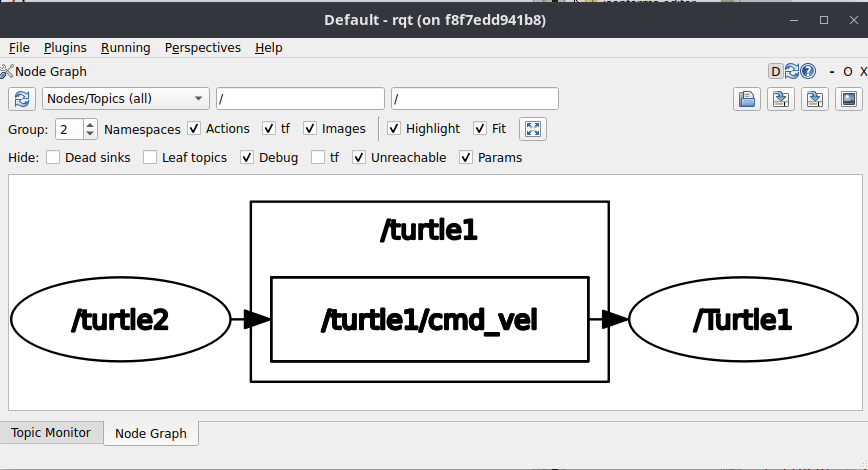 Default - rqt (on f8f7edd941b8)
File Plugins Running Perspectives Help
Node Graph D - O X
Nodes/Topics (all) / /
Group: 2 Namespaces Actions tf Images Highlight Fit
Hide: Dead sinks Leaf topics Debug tf Unreachable Params
/turtle1
/turtle2 /turtle1/cmd_vel /Turtle1
Topic Monitor Node Graph